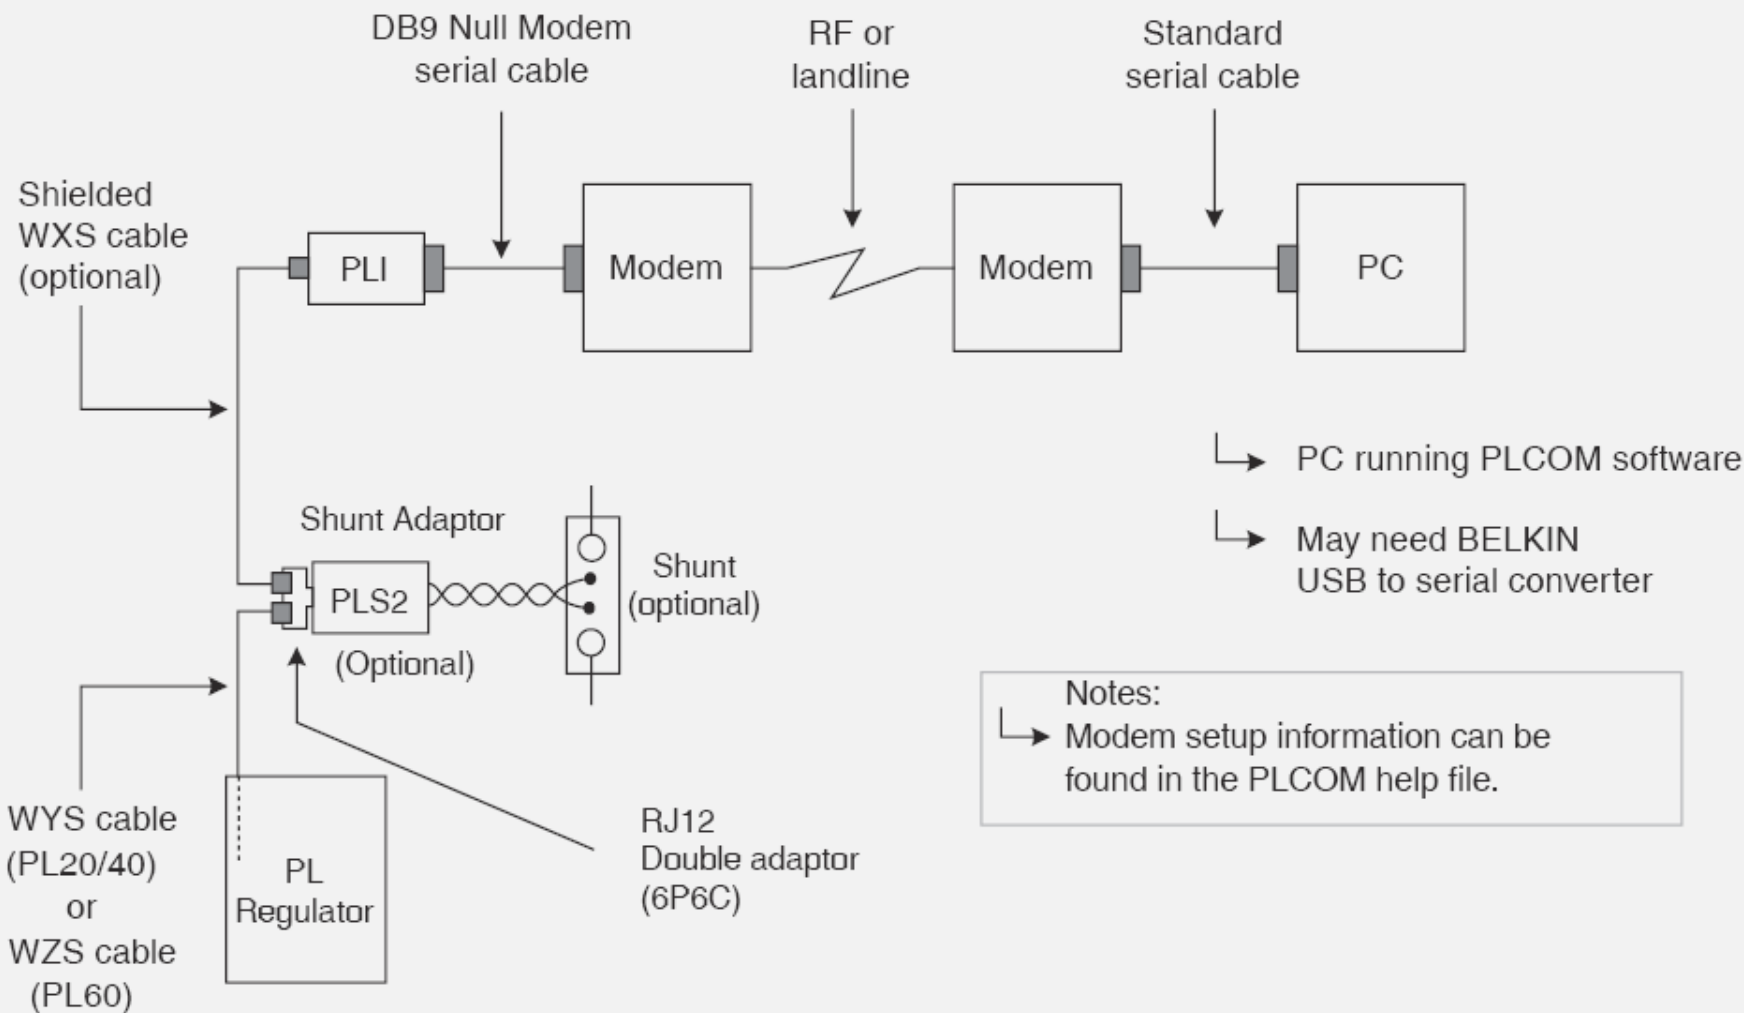 DB9 Null Modem
serial cable
RF or
landline
Standard
serial cable
Shielded
WXS cable
(optional)
PLI
Modem
Modem
PC
PC running PLCOM software
May need BELKIN
USB to serial converter
Shunt Adaptor
PLS2
(Optional)
Shunt
(optional)
Notes:
Modem setup information can be
found in the PLCOM help file.
WYS cable
(PL20/40)
or
WZS cable
(PL60)
PL
Regulator
RJ12
Double adaptor
(6P6C)